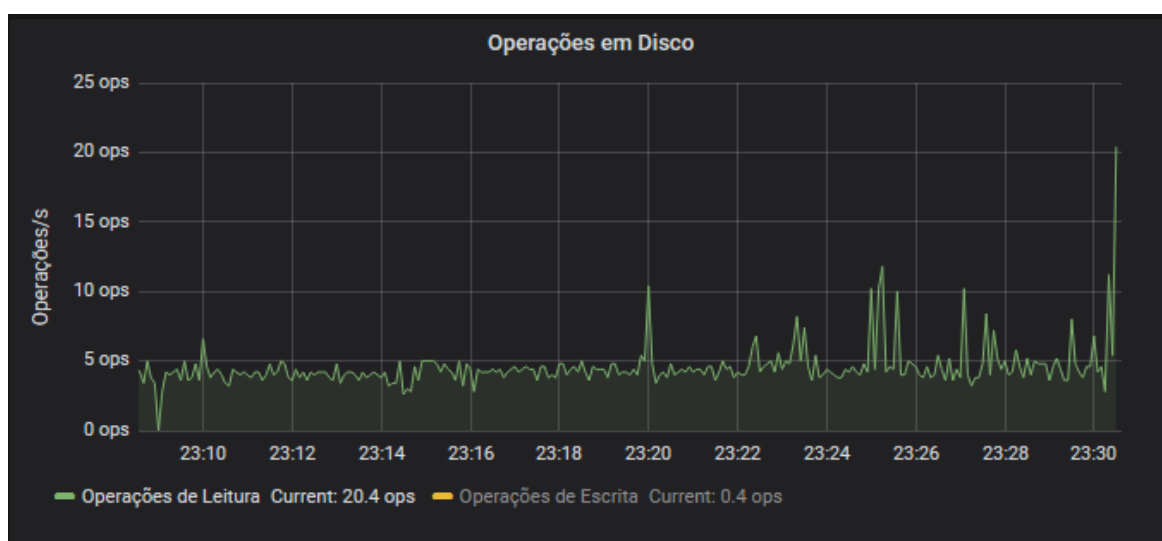 Operações em Disco
25 ops
20 ops
15 ops
10 ops
5 ops
0 ops
Operações/s
23:10 23:12 23:14 23:16 23:18 23:20 23:22 23:24 23:26 23:28 23:30
Operações de Leitura Current: 20.4 ops Operações de Escrita Current: 0.4 ops